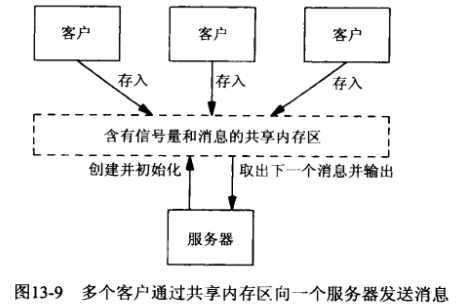 客户 客户 客户
存入 存入 存入
含有信号量和消息的共享内存区
创建并初始化 取出下一个消息并输出
服务器
图13-9 多个客户通过共享内存区向一个服务器发送消息